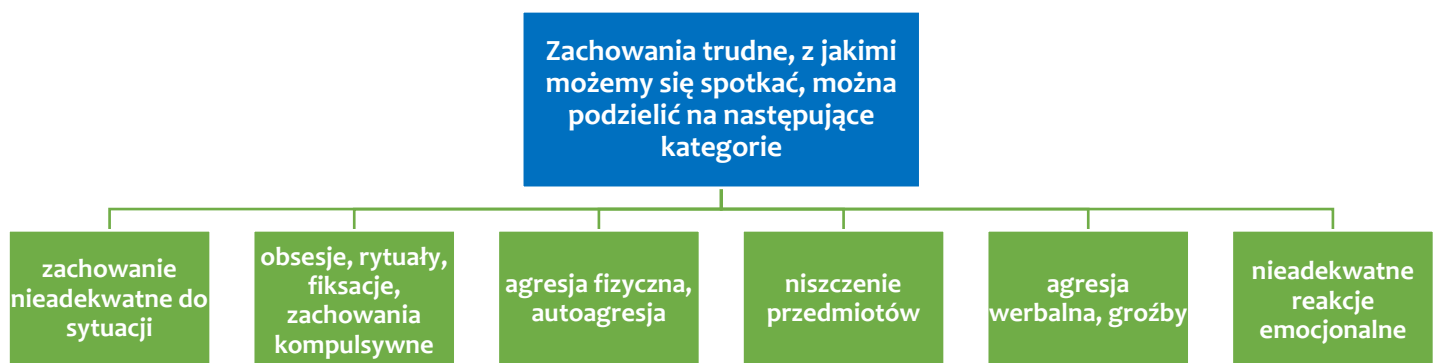 Zachowania trudne, z jakimi
możemy się spotkać, można
podzielić na następujące
kategorie
zachowanie
nieadekwatne do
sytuacji
obsesje, rytuały,
fiksacje,
zachowania
kompulsywne
agresja fizyczna,
autoagresja
niszczenie
przedmiotów
agresja
werbalna, groźby
nieadekwatne
reakcje
emocjonalne